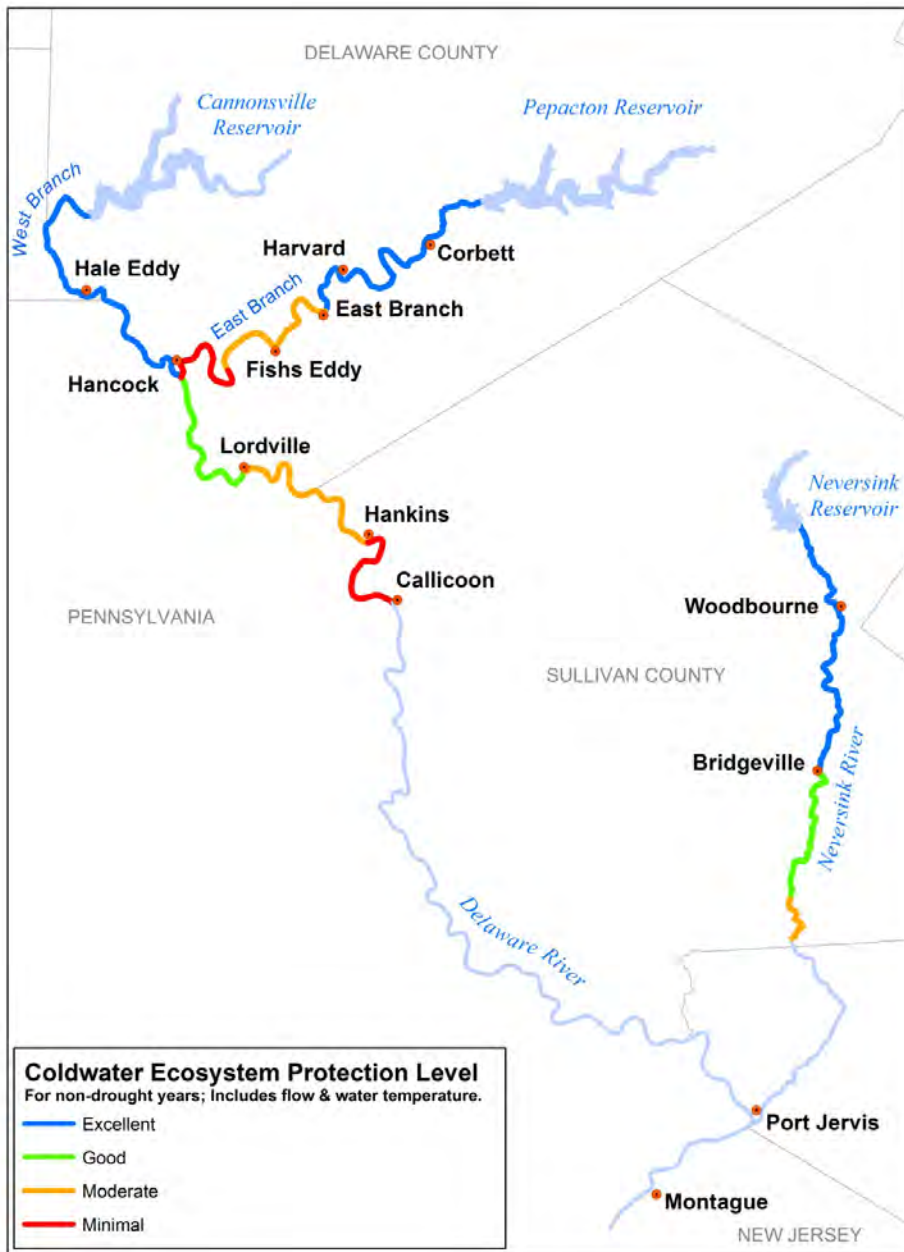 DELAWARE COUNTY
Cannonsville
Reservoir
Pepacton Reservoir
West Branch
Harvard
Corbett
Hale Eddy
East Branch
East Branch
Fishs Eddy
Hancock
Lordville
Neversink
Reservoir
Hankins
Callicoon
Woodbourne
PENNSYLVANIA
SULLIVAN COUNTY
Bridgeville
Neversink River
Delaware River
Coldwater Ecosystem Protection Level
For non-drought years; Includes flow & water temperature.
Excellent
Good
Moderate
Minimal
Port Jervis
Montague
NEW JERSEY